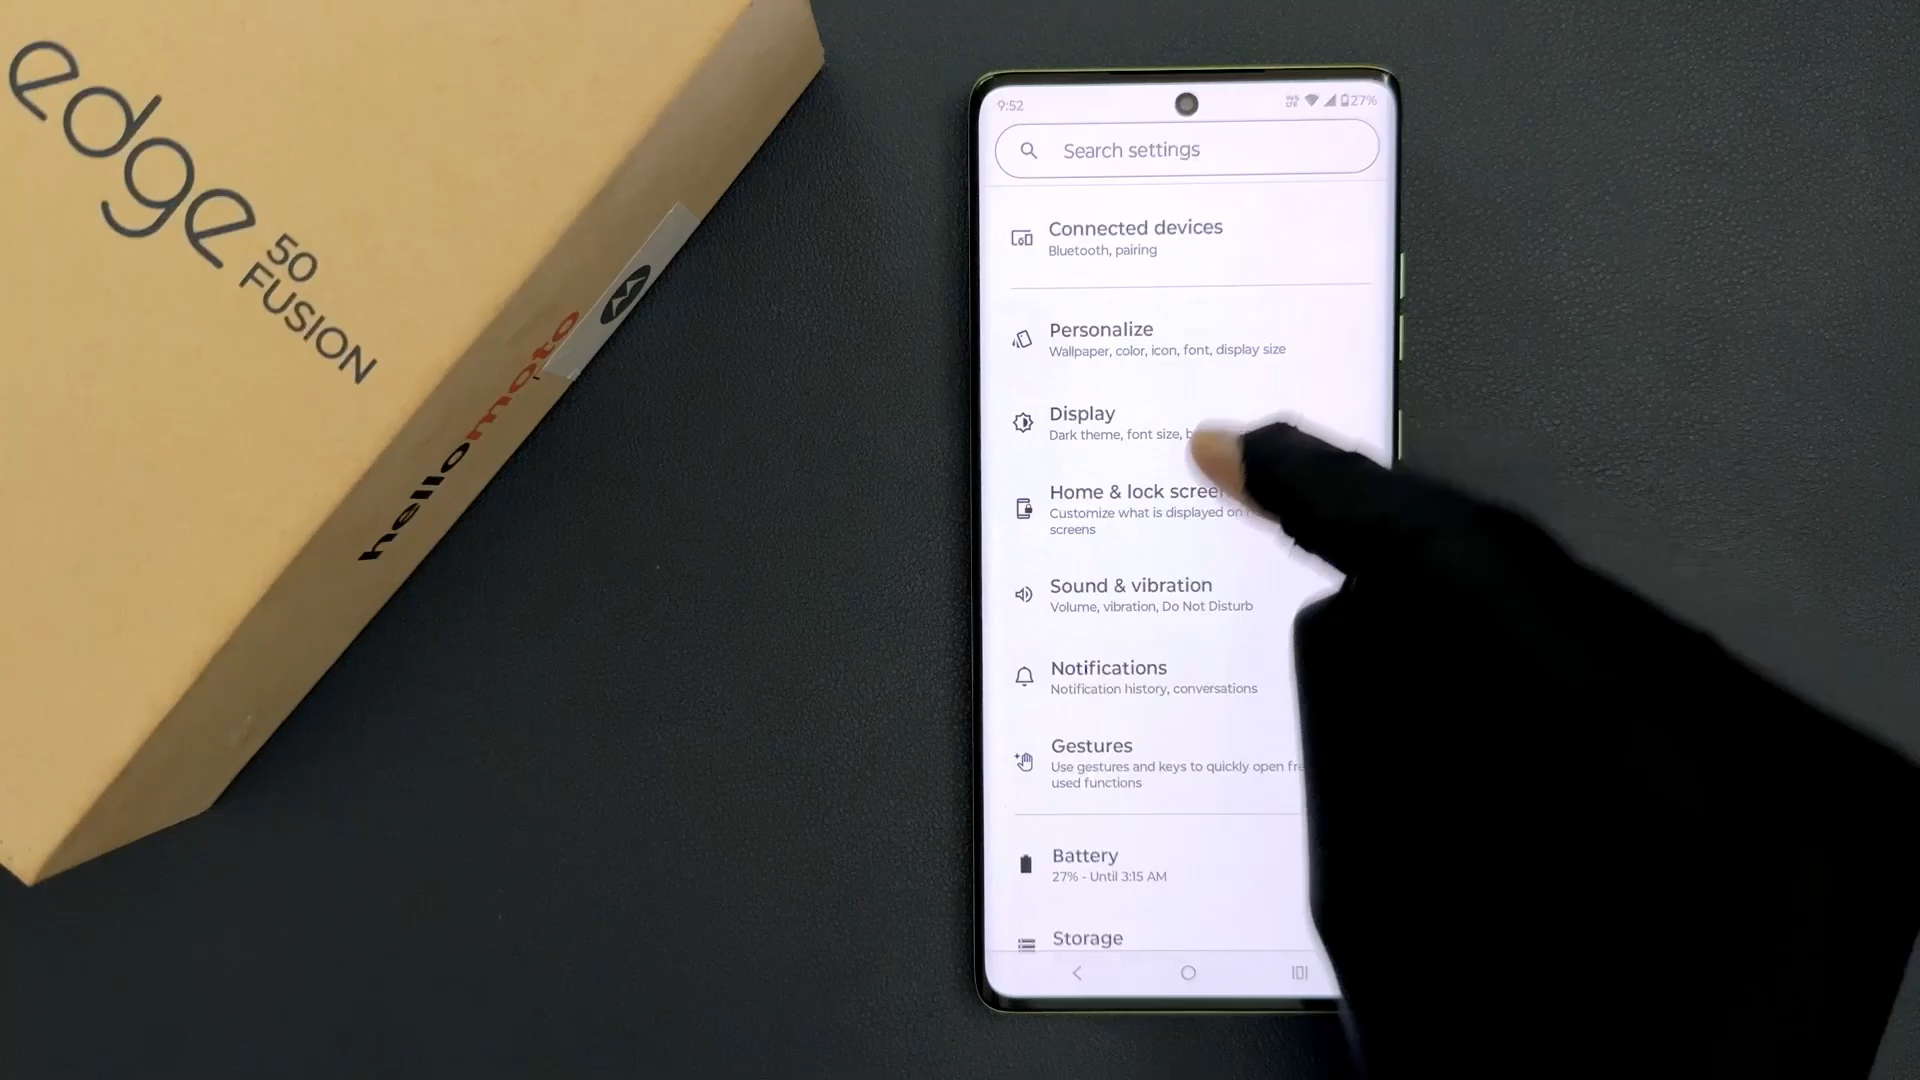 edge
50
FUSION
hellomoto
9:52
27%
Search settings
Connected devices
Bluetooth, pairing
Personalize
Wallpaper, color, icon, font, display size
Display
Dark theme, font size,
Home & lock screen
Customize what is displayed on
screens
Sound & vibration
Volume, vibration, Do Not Disturb
Notifications
Notification history, conversations
Gestures
Use gestures and keys to quickly open
used functions
Battery
27% - Until 3:15 AM
Storage